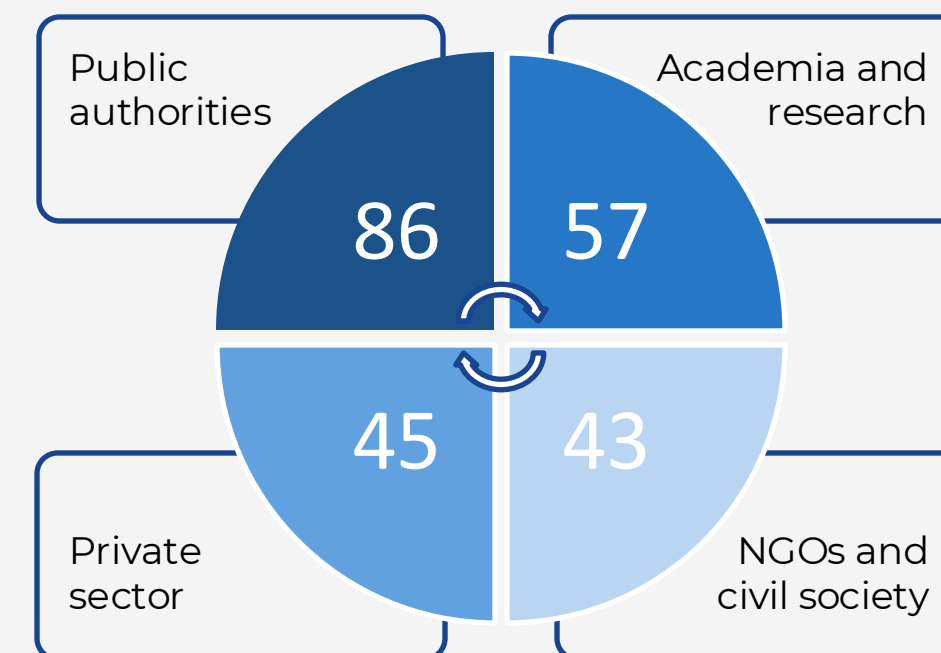 Public
authorities
Academia and
research
86
57
45
43
Private
sector
NGOs and
civil society